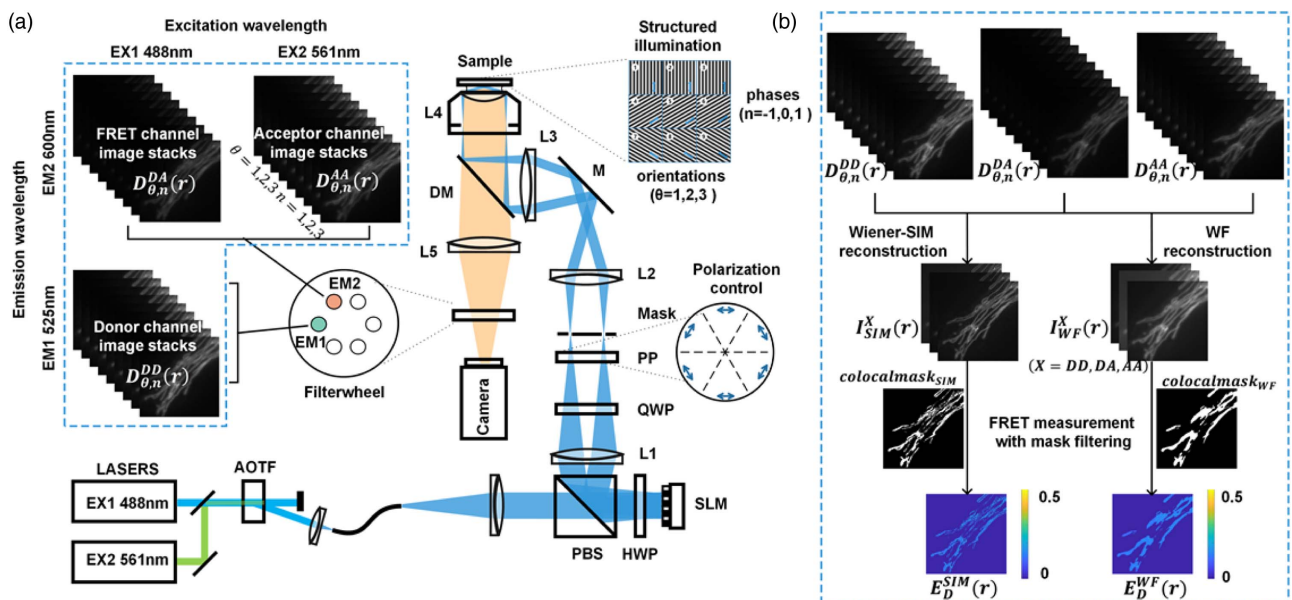 (a)
Excitation wavelength
EX1 488nm
EX2 561nm
Emission wavelength
EM2 600nm
EM1 525nm
FRET channel
image stacks
D^{DA}_{θ,n}(r)
Acceptor channel
image stacks
D^{AA}_{θ,n}(r)
θ = 1,2,3
n = 1,2,3
Donor channel
image stacks
D^{DD}_{θ,n}(r)
EM2
EM1
Filterwheel
Sample
L4
L3
DM
M
L5
L2
Mask
PP
QWP
L1
Camera
Structured
illumination
phases
(n=-1,0,1)
orientations
(θ=1,2,3 )
Polarization
control
LASERS
AOTF
EX1 488nm
EX2 561nm
PBS
HWP
SLM
(b)
D^{DD}_{θ,n}(r)
D^{DA}_{θ,n}(r)
D^{AA}_{θ,n}(r)
Wiener-SIM
reconstruction
WF
reconstruction
I^{X}_{SIM}(r)
I^{X}_{WF}(r)
(X = DD, DA, AA)
colocalmask_{SIM}
colocalmask_{WF}
FRET measurement
with mask filtering
0.5
0
0.5
0
E^{SIM}_{D}(r)
E^{WF}_{D}(r)